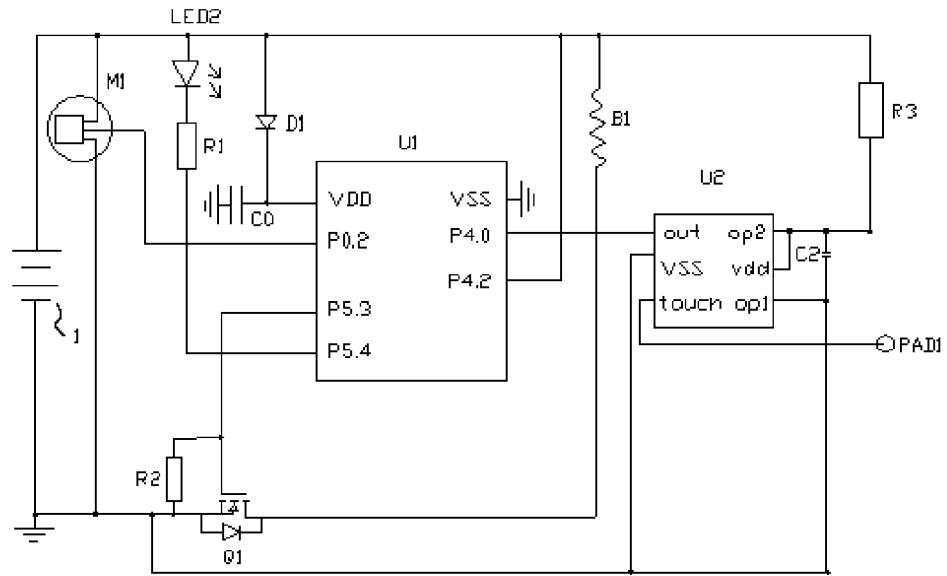 LED2
M1
R1
D1
B1
R3
U1
U2
C0
VDD
VSS
P0.2
P4.0
P4.2
P5.3
P5.4
out
op2
VSS
vdd
touch
op1
C2
PAD1
1
R2
Q1